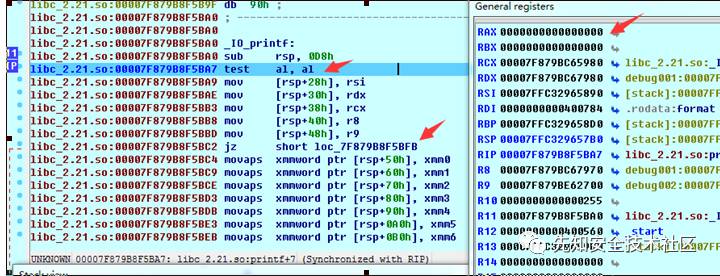 libc_2.21.so:00007F879B8F5B9F db 90h ;
libc_2.21.so:00007F879B8F5BA0 ; ---------------------------------
libc_2.21.so:00007F879B8F5BA0
libc_2.21.so:00007F879B8F5BA0 _IO_printf:
libc_2.21.so:00007F879B8F5BA0 sub rsp, 0D8h
libc_2.21.so:00007F879B8F5BA7 test al, al
libc_2.21.so:00007F879B8F5BA9 mov [rsp+28h], rsi
libc_2.21.so:00007F879B8F5BAE mov [rsp+30h], rdx
libc_2.21.so:00007F879B8F5BB3 mov [rsp+38h], rcx
libc_2.21.so:00007F879B8F5BB8 mov [rsp+40h], r8
libc_2.21.so:00007F879B8F5BBD mov [rsp+48h], r9
libc_2.21.so:00007F879B8F5BC2 jz short loc_7F879B8F5BFB
libc_2.21.so:00007F879B8F5BC4 movaps xmmword ptr [rsp+50h], xmm0
libc_2.21.so:00007F879B8F5BC9 movaps xmmword ptr [rsp+60h], xmm1
libc_2.21.so:00007F879B8F5BCE movaps xmmword ptr [rsp+70h], xmm2
libc_2.21.so:00007F879B8F5BD3 movaps xmmword ptr [rsp+80h], xmm3
libc_2.21.so:00007F879B8F5BDB movaps xmmword ptr [rsp+90h], xmm4
libc_2.21.so:00007F879B8F5BE3 movaps xmmword ptr [rsp+0A0h], xmm5
libc_2.21.so:00007F879B8F5BEB movaps xmmword ptr [rsp+0B0h], xmm6
UNKNOWN 00007F879B8F5BA7: libc_2.21.so:printf+7 (Synchronized with RIP)
General registers
RAX 0000000000000000
RBX 0000000000000000
RCX 00007F879BC65980 libc_2.21.so:_I
RDX 00007F879BC67980 debug001:00007F
RSI 00007FFC32965890 [stack]:00007FF
RDI 0000000000400784 .rodata:format
RBP 00007FFC329658D0 [stack]:00007FF
RSP 00007FFC329657B0 [stack]:00007FF
RIP 00007F879B8F5BA7 libc_2.21.so:pr
R8 00007F879BC67970 debug001:00007F
R9 00007F879BE62700 debug002:00007F
R10 0000000000000255
R11 00007F879B8F5BA0 libc_2.21.so:_I
R12 0000000000400560 _start
R13
R14
先知安全技术社区